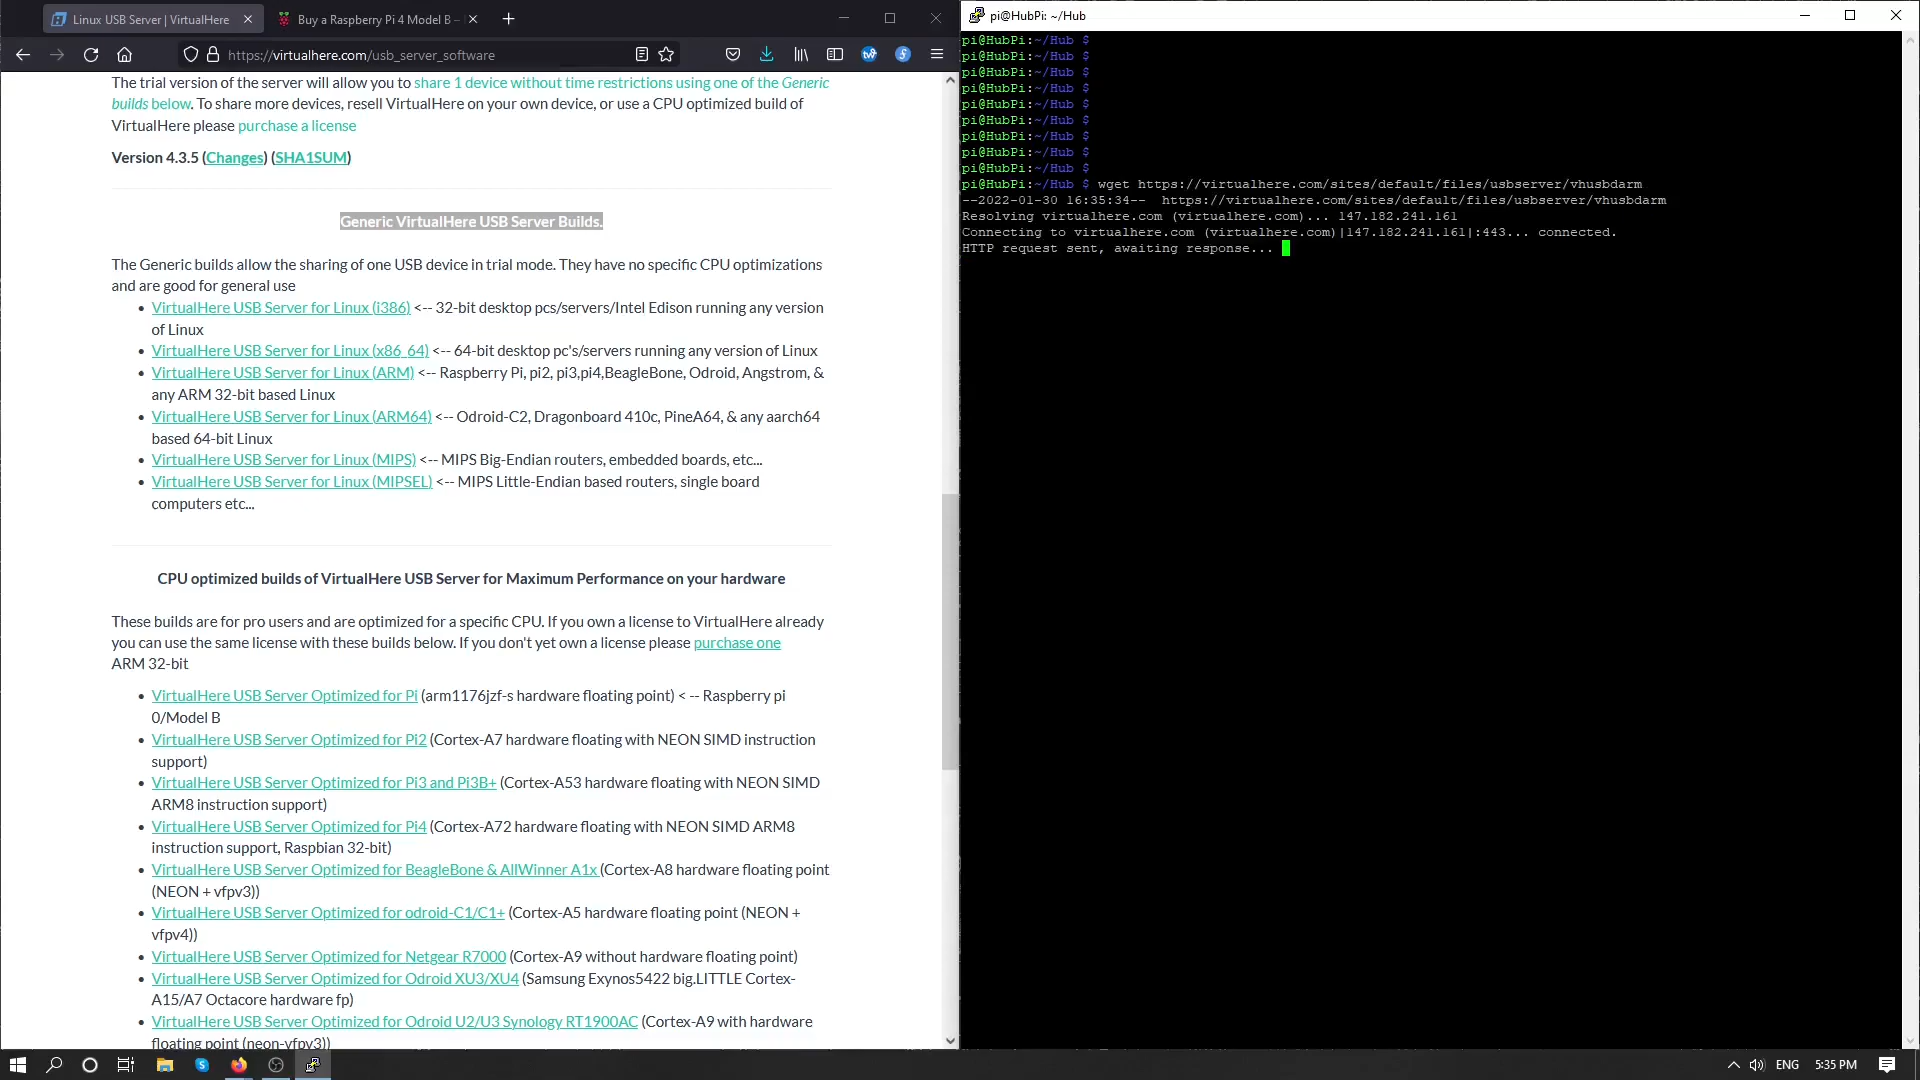 Linux USB Server | VirtualHere
Buy a Raspberry Pi 4 Model B –
https://virtualhere.com/usb_server_software
The trial version of the server will allow you to share 1 device without time restrictions using one of the Generic
builds below. To share more devices, resell VirtualHere on your own device, or use a CPU optimized build of
VirtualHere please purchase a license
Version 4.3.5 (Changes) (SHA1SUM)
Generic VirtualHere USB Server Builds.
The Generic builds allow the sharing of one USB device in trial mode. They have no specific CPU optimizations
and are good for general use
• VirtualHere USB Server for Linux (i386) <-- 32-bit desktop pcs/servers/Intel Edison running any version
of Linux
• VirtualHere USB Server for Linux (x86_64) <-- 64-bit desktop pc's/servers running any version of Linux
• VirtualHere USB Server for Linux (ARM) <-- Raspberry Pi, pi2, pi3,pi4,BeagleBone, Odroid, Angstrom, &
any ARM 32-bit based Linux
• VirtualHere USB Server for Linux (ARM64) <-- Odroid-C2, Dragonboard 410c, PineA64, & any aarch64
based 64-bit Linux
• VirtualHere USB Server for Linux (MIPS) <-- MIPS Big-Endian routers, embedded boards, etc...
• VirtualHere USB Server for Linux (MIPSEL) <-- MIPS Little-Endian based routers, single board
computers etc...
CPU optimized builds of VirtualHere USB Server for Maximum Performance on your hardware
These builds are for pro users and are optimized for a specific CPU. If you own a license to VirtualHere already
you can use the same license with these builds below. If you don't yet own a license please purchase one
ARM 32-bit
• VirtualHere USB Server Optimized for Pi (arm1176jzf-s hardware floating point) < -- Raspberry pi
0/Model B
• VirtualHere USB Server Optimized for Pi2 (Cortex-A7 hardware floating with NEON SIMD instruction
support)
• VirtualHere USB Server Optimized for Pi3 and Pi3B+ (Cortex-A53 hardware floating with NEON SIMD
ARM8 instruction support)
• VirtualHere USB Server Optimized for Pi4 (Cortex-A72 hardware floating with NEON SIMD ARM8
instruction support, Raspbian 32-bit)
• VirtualHere USB Server Optimized for BeagleBone & AllWinner A1x (Cortex-A8 hardware floating point
(NEON + vfpv3))
• VirtualHere USB Server Optimized for odroid-C1/C1+ (Cortex-A5 hardware floating point (NEON +
vfpv4))
• VirtualHere USB Server Optimized for Netgear R7000 (Cortex-A9 without hardware floating point)
• VirtualHere USB Server Optimized for Odroid XU3/XU4 (Samsung Exynos5422 big.LITTLE Cortex-
A15/A7 Octacore hardware fp)
• VirtualHere USB Server Optimized for Odroid U2/U3 Synology RT1900AC (Cortex-A9 with hardware
floating point (neon-vfpv3))
pi@HubPi: ~/Hub
pi@HubPi:~/Hub $
pi@HubPi:~/Hub $
pi@HubPi:~/Hub $
pi@HubPi:~/Hub $
pi@HubPi:~/Hub $
pi@HubPi:~/Hub $
pi@HubPi:~/Hub $
pi@HubPi:~/Hub $
pi@HubPi:~/Hub $
pi@HubPi:~/Hub $ wget https://virtualhere.com/sites/default/files/usbserver/vhusbdarm
--2022-01-30 16:35:34--  https://virtualhere.com/sites/default/files/usbserver/vhusbdarm
Resolving virtualhere.com (virtualhere.com)... 147.182.241.161
Connecting to virtualhere.com (virtualhere.com)|147.182.241.161|:443... connected.
HTTP request sent, awaiting response...
ENG
5:35 PM